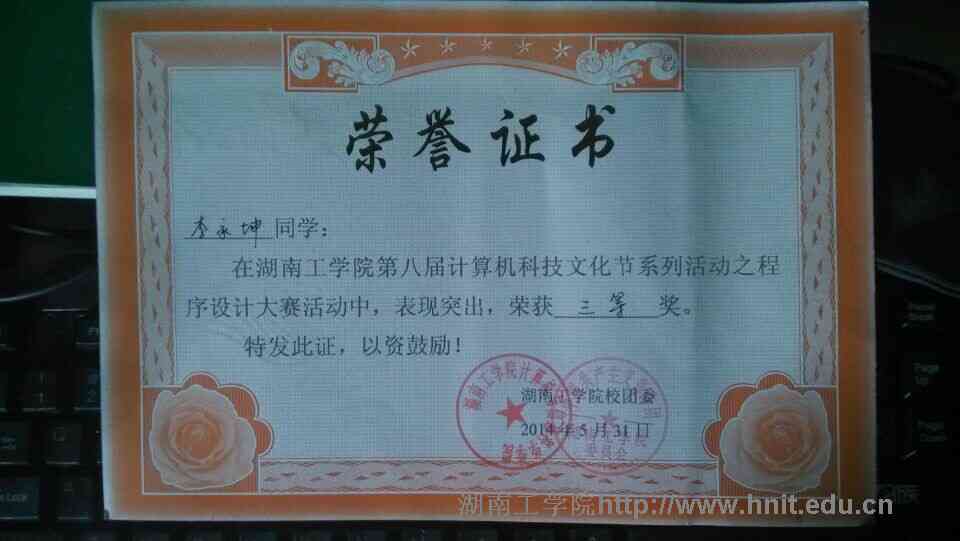 荣誉证书
李永坤同学：
在湖南工学院第八届计算机科技文化节系列活动之程
序设计大赛活动中，表现突出，荣获 三等 奖。
特发此证，以资鼓励！
湖南工学院校团委
2014年5月31日
湖南工学院http://www.hnit.edu.cn